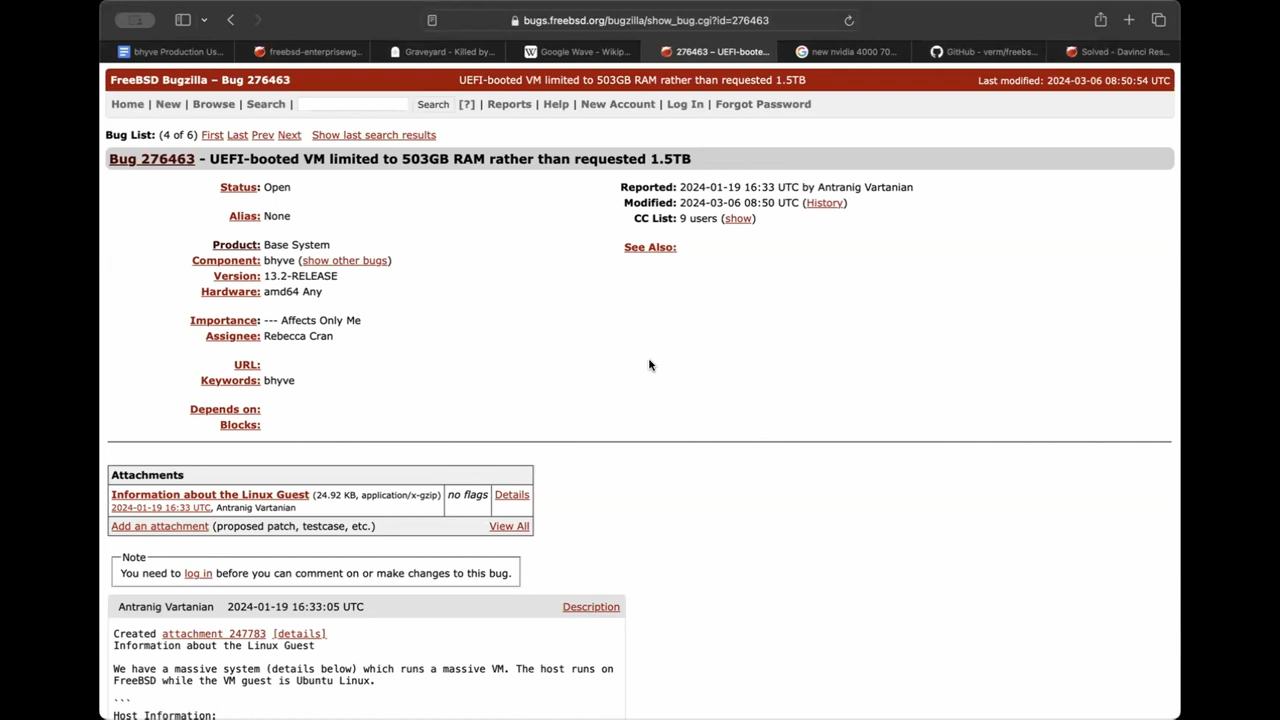 bugs.freebsd.org/bugzilla/show_bug.cgi?id=276463
bhyve Production Us...
freebsd-enterprisewg...
Graveyard - Killed by...
Google Wave - Wikip...
276463 – UEFI-boote...
new nvidia 4000 70...
GitHub - verm/freebs...
Solved - Davinci Res...
FreeBSD Bugzilla – Bug 276463
UEFI-booted VM limited to 503GB RAM rather than requested 1.5TB
Last modified: 2024-03-06 08:50:54 UTC
Home | New | Browse | Search | Search [?] | Reports | Help | New Account | Log In | Forgot Password
Bug List: (4 of 6) First Last Prev Next Show last search results
Bug 276463 - UEFI-booted VM limited to 503GB RAM rather than requested 1.5TB
Status: Open
Alias: None
Product: Base System
Component: bhyve (show other bugs)
Version: 13.2-RELEASE
Hardware: amd64 Any
Importance: --- Affects Only Me
Assignee: Rebecca Cran
URL:
Keywords: bhyve
Depends on:
Blocks:
Reported: 2024-01-19 16:33 UTC by Antranig Vartanian
Modified: 2024-03-06 08:50 UTC (History)
CC List: 9 users (show)
See Also:
Attachments
Information about the Linux Guest (24.92 KB, application/x-gzip) no flags Details
2024-01-19 16:33 UTC, Antranig Vartanian
Add an attachment (proposed patch, testcase, etc.) View All
Note
You need to log in before you can comment on or make changes to this bug.
Antranig Vartanian 2024-01-19 16:33:05 UTC Description
Created attachment 247783 [details]
Information about the Linux Guest
We have a massive system (details below) which runs a massive VM. The host runs on
FreeBSD while the VM guest is Ubuntu Linux.
```
Host Information: